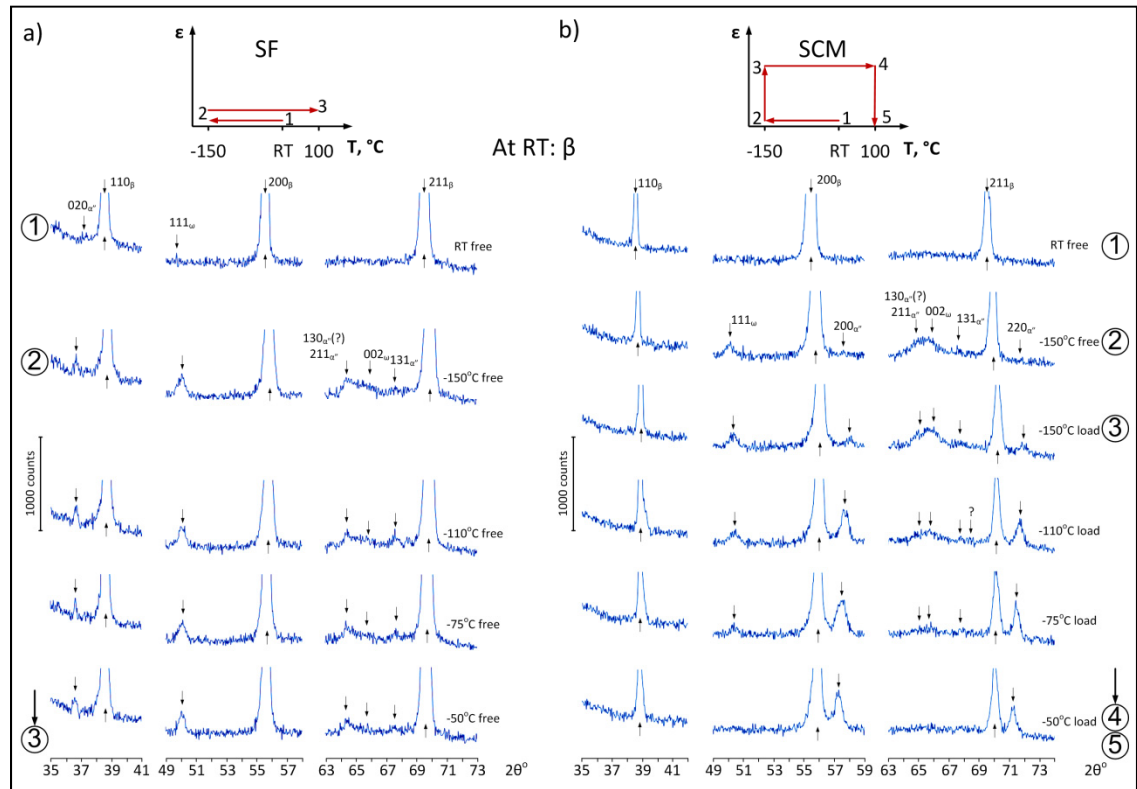 a)
ε
SF
2
3
1
-150
RT
100
T, °C
b)
ε
SCM
3
4
2
1
5
-150
RT
100
T, °C
At RT: β
1
020α″
110β
111ω
200β
211β
RT free
2
130α″(?)
211α″
002ω
131α″
-150°C free
1000 counts
-110°C free
-75°C free
-50°C free
3
35 37 39 41
49 51 53 55 57 58
63 65 67 69 71 73
110β
200β
211β
RT free
1
111ω
200α″
130α″(?)
211α″
002ω
131α″
220α″
-150°C free
2
-150°C load
3
1000 counts
?
-110°C load
-75°C load
-50°C load
4
5
35 37 39 41 42
49 51 53 55 57 59
63 65 67 69 71 73
2θ°